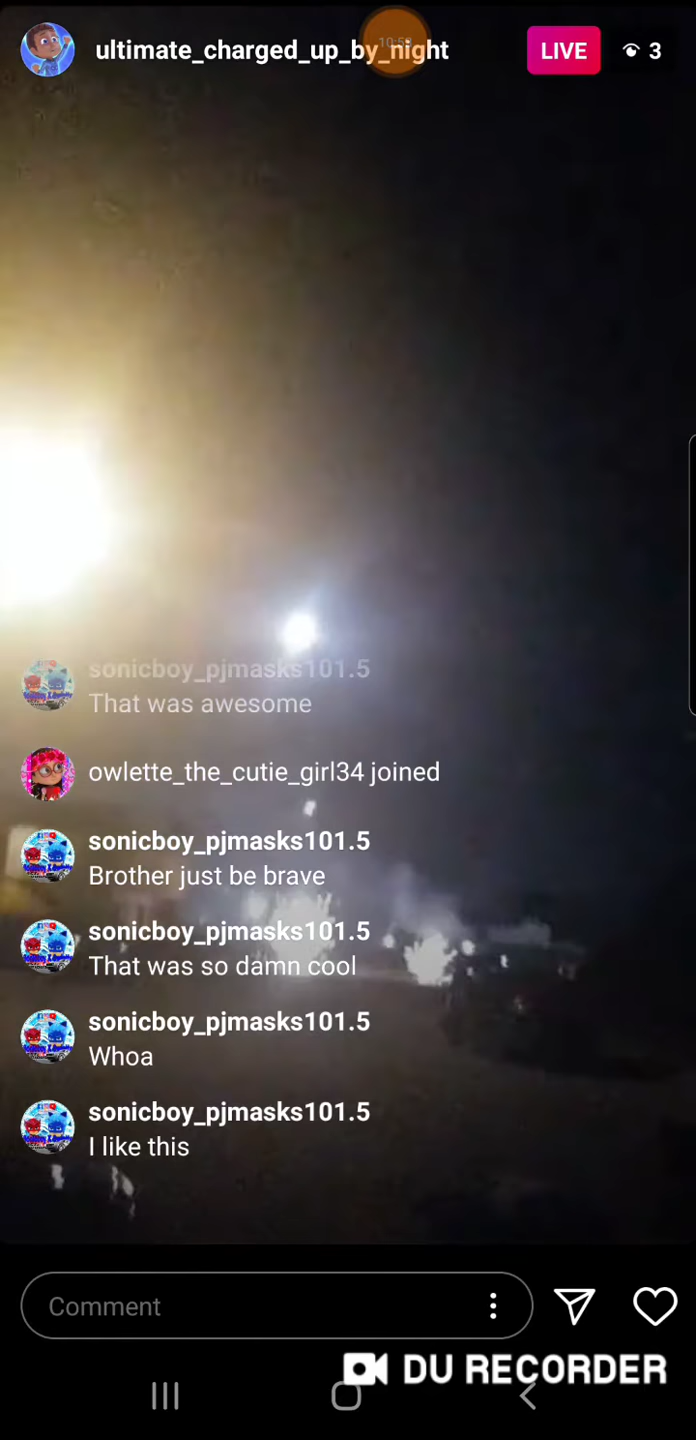 ultimate_charged_up_by_night
LIVE
3
sonicboy_pjmasks101.5
That was awesome
owlette_the_cutie_girl34 joined
sonicboy_pjmasks101.5
Brother just be brave
sonicboy_pjmasks101.5
That was so damn cool
sonicboy_pjmasks101.5
Whoa
sonicboy_pjmasks101.5
I like this
Comment
DU RECORDER